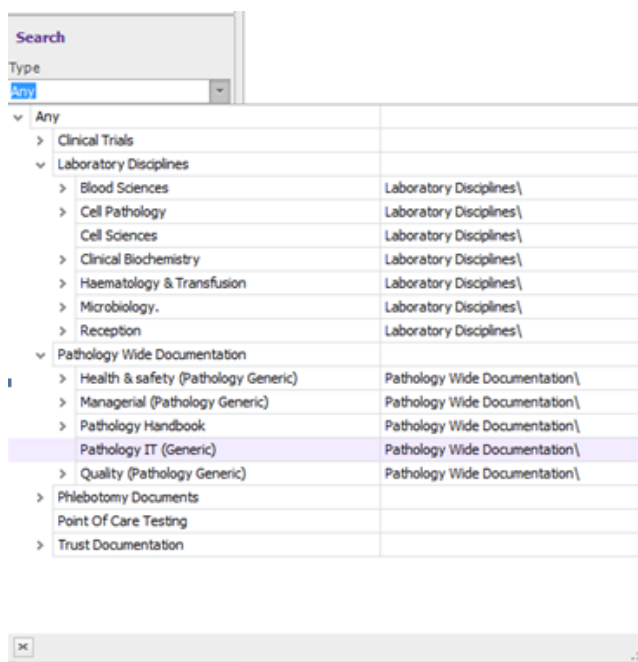 Search
Type
Any
Any
Clinical Trials
Laboratory Disciplines
Blood Sciences Laboratory Disciplines\
Cell Pathology Laboratory Disciplines\
Cell Sciences Laboratory Disciplines\
Clinical Biochemistry Laboratory Disciplines\
Haematology & Transfusion Laboratory Disciplines\
Microbiology. Laboratory Disciplines\
Reception Laboratory Disciplines\
Pathology Wide Documentation
Health & safety (Pathology Generic) Pathology Wide Documentation\
Managerial (Pathology Generic) Pathology Wide Documentation\
Pathology Handbook Pathology Wide Documentation\
Pathology IT (Generic) Pathology Wide Documentation\
Quality (Pathology Generic) Pathology Wide Documentation\
Phlebotomy Documents
Point Of Care Testing
Trust Documentation